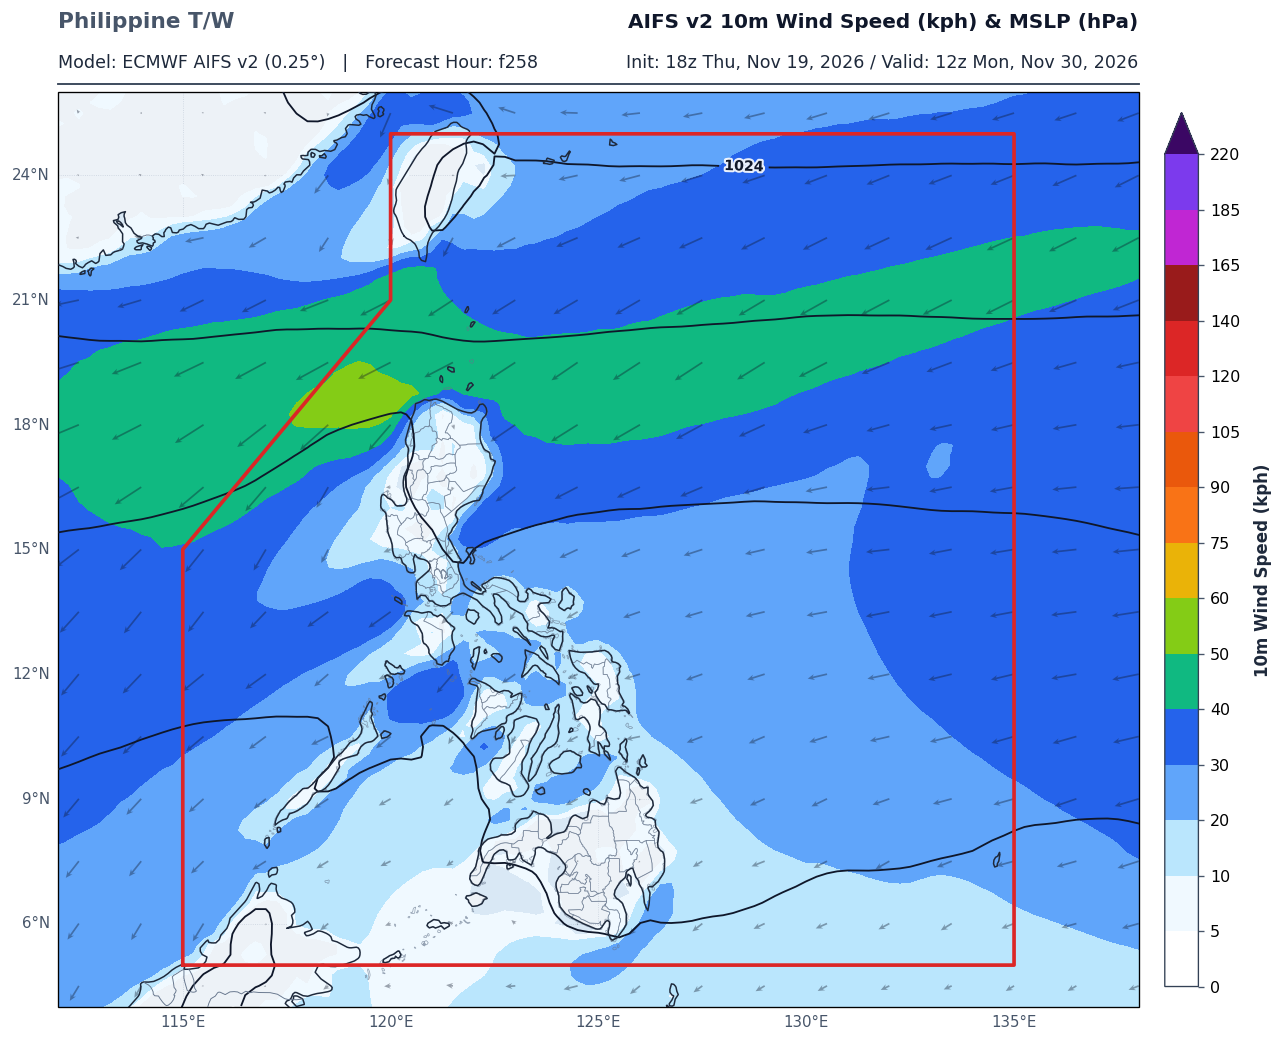 Philippine T/W
AIFS v2 10m Wind Speed (kph) & MSLP (hPa)
Model: ECMWF AIFS v2 (0.25°) | Forecast Hour: f258
Init: 18z Thu, Nov 19, 2026 / Valid: 12z Mon, Nov 30, 2026
24°N
21°N
18°N
15°N
12°N
9°N
6°N
1024
115°E
120°E
125°E
130°E
135°E
220
185
165
140
120
105
90
75
60
50
40
30
20
10
5
0
10m Wind Speed (kph)